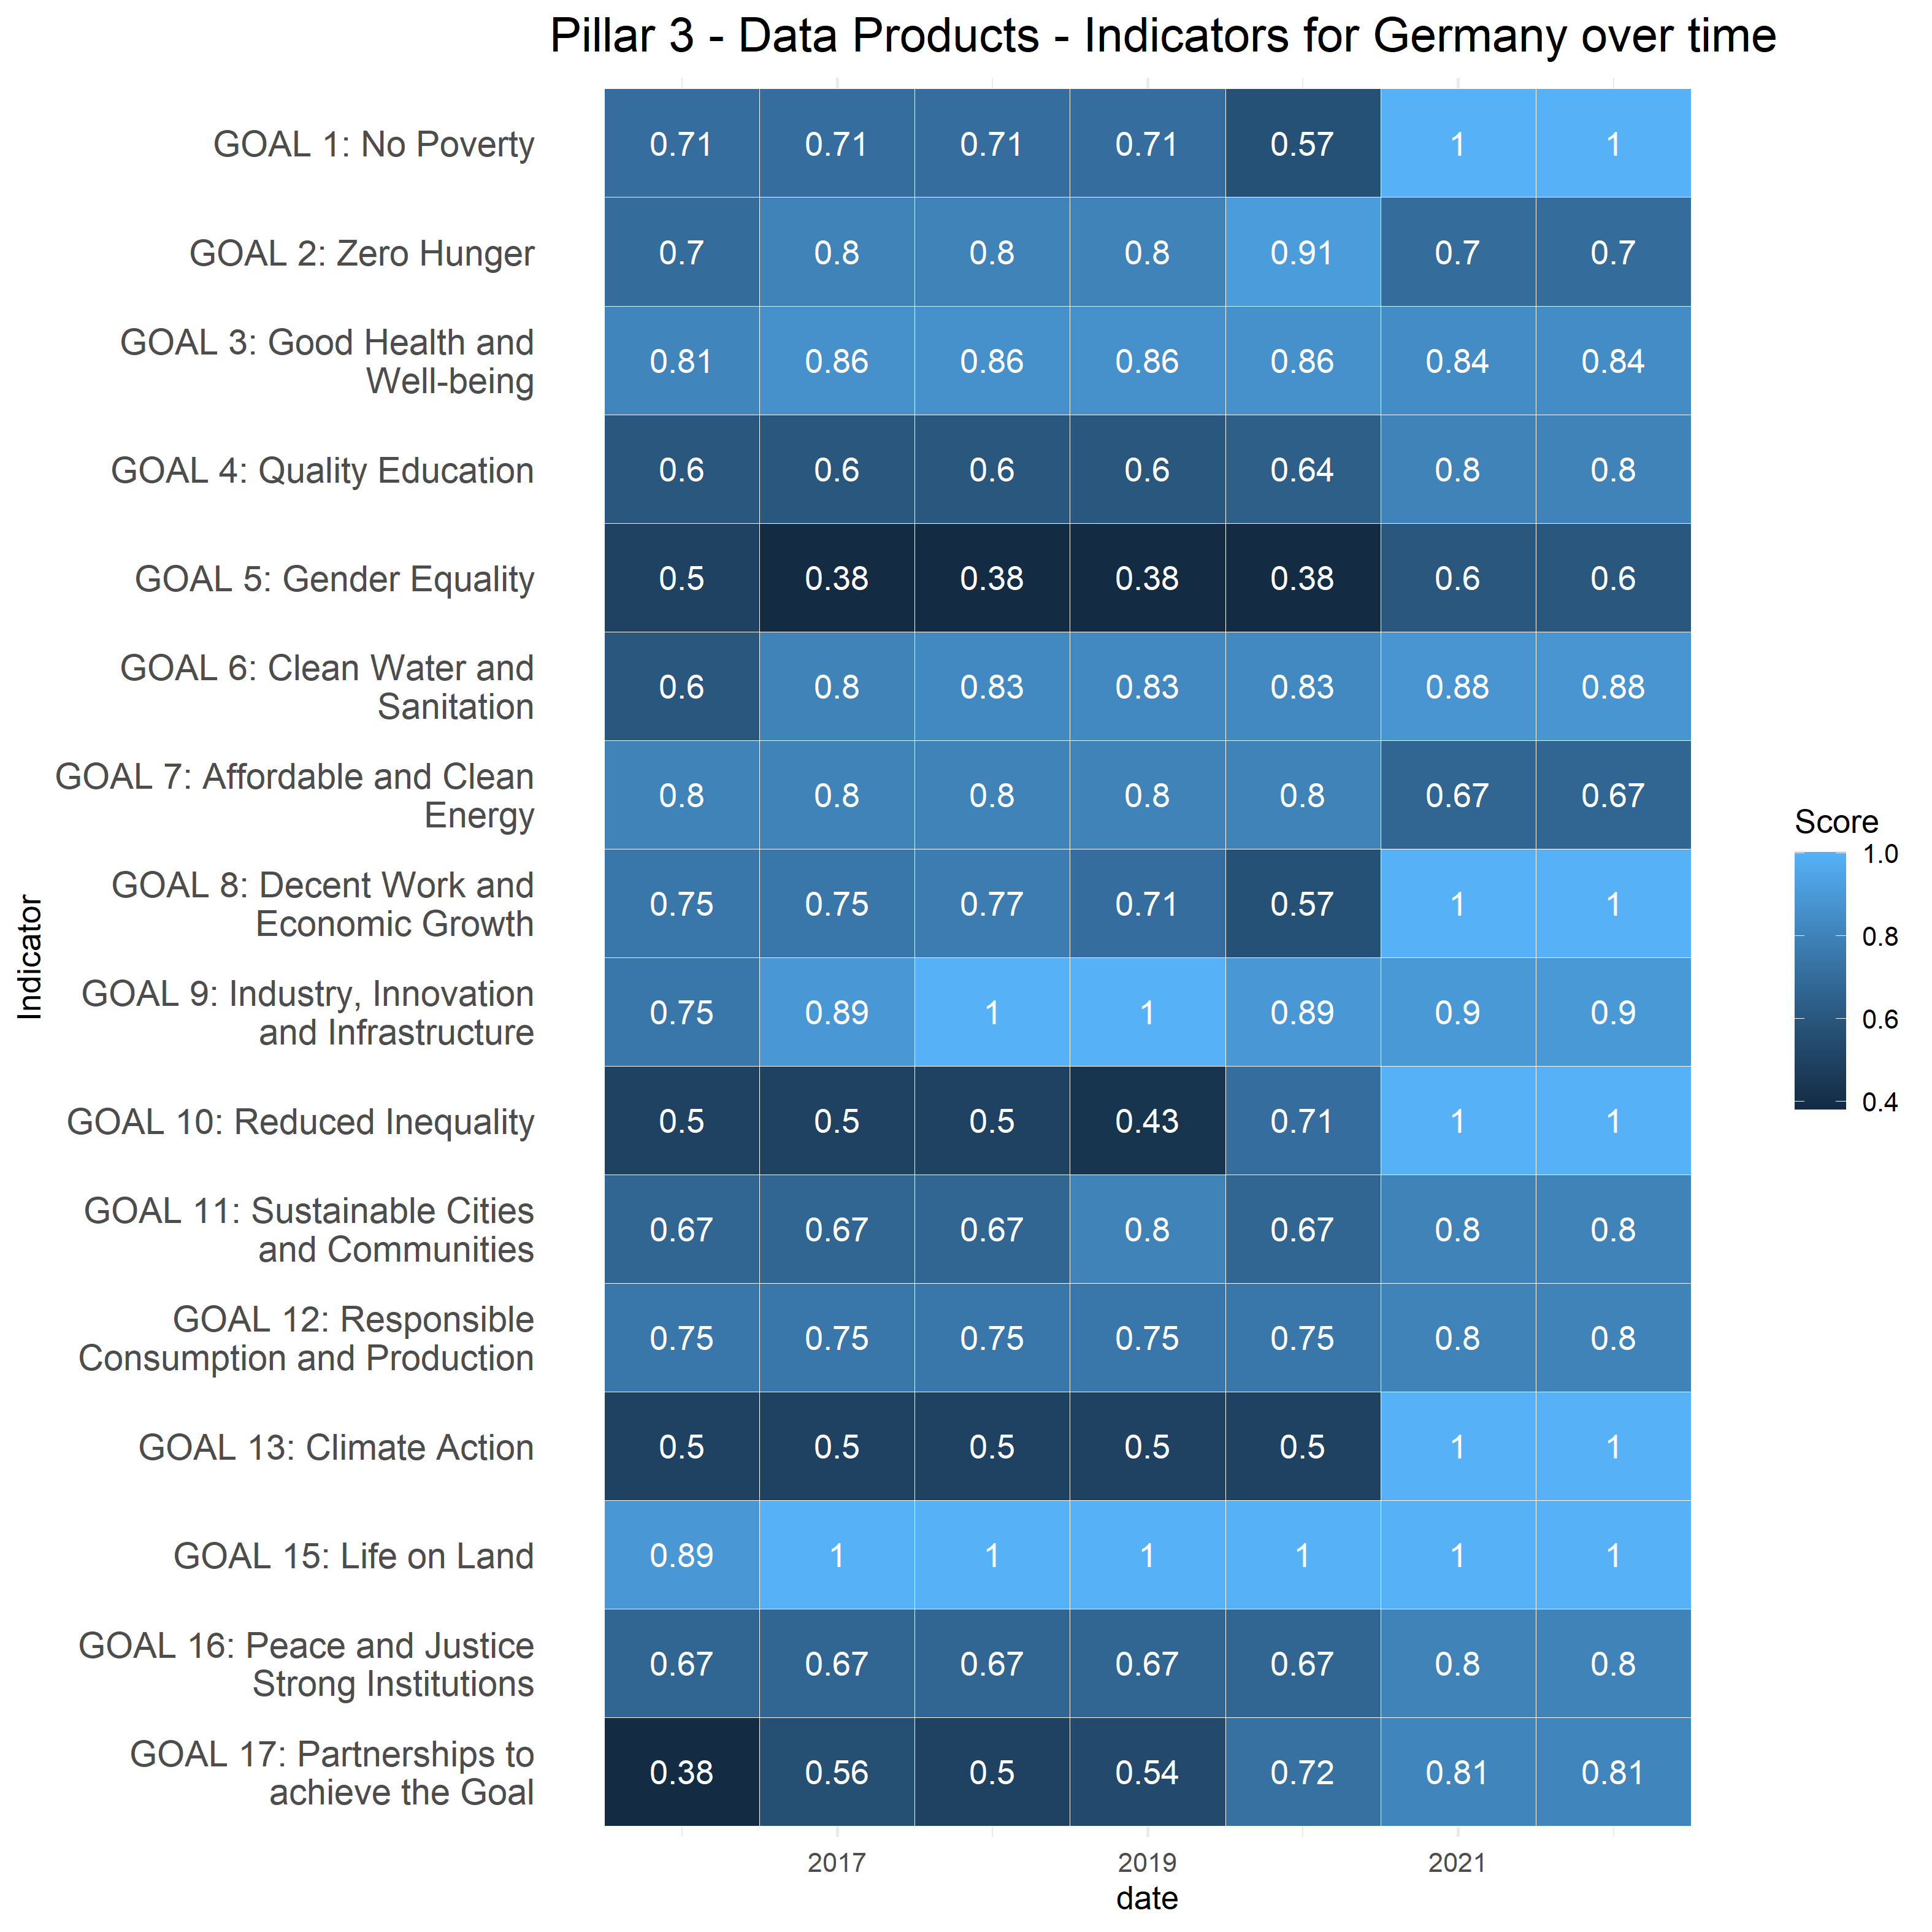 Pillar 3 - Data Products - Indicators for Germany over time
GOAL 1: No Poverty 0.71 0.71 0.71 0.71 0.57 1 1
GOAL 2: Zero Hunger 0.7 0.8 0.8 0.8 0.91 0.7 0.7
GOAL 3: Good Health and
Well-being 0.81 0.86 0.86 0.86 0.86 0.84 0.84
GOAL 4: Quality Education 0.6 0.6 0.6 0.6 0.64 0.8 0.8
GOAL 5: Gender Equality 0.5 0.38 0.38 0.38 0.38 0.6 0.6
GOAL 6: Clean Water and
Sanitation 0.6 0.8 0.83 0.83 0.83 0.88 0.88
GOAL 7: Affordable and Clean
Energy 0.8 0.8 0.8 0.8 0.8 0.67 0.67
GOAL 8: Decent Work and
Economic Growth 0.75 0.75 0.77 0.71 0.57 1 1
GOAL 9: Industry, Innovation
and Infrastructure 0.75 0.89 1 1 0.89 0.9 0.9
GOAL 10: Reduced Inequality 0.5 0.5 0.5 0.43 0.71 1 1
GOAL 11: Sustainable Cities
and Communities 0.67 0.67 0.67 0.8 0.67 0.8 0.8
GOAL 12: Responsible
Consumption and Production 0.75 0.75 0.75 0.75 0.75 0.8 0.8
GOAL 13: Climate Action 0.5 0.5 0.5 0.5 0.5 1 1
GOAL 15: Life on Land 0.89 1 1 1 1 1 1
GOAL 16: Peace and Justice
Strong Institutions 0.67 0.67 0.67 0.67 0.67 0.8 0.8
GOAL 17: Partnerships to
achieve the Goal 0.38 0.56 0.5 0.54 0.72 0.81 0.81
2017 2019 2021
date
Indicator
Score
1.0
0.8
0.6
0.4